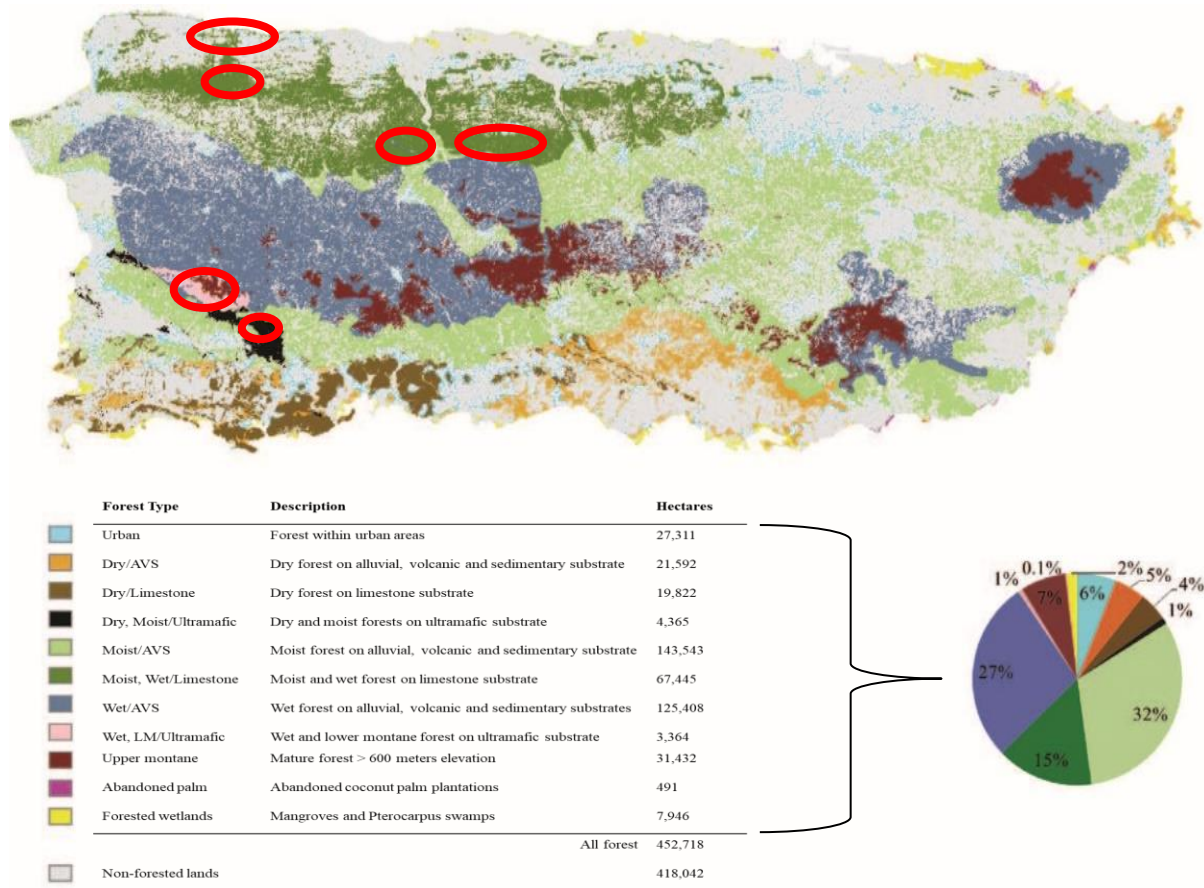 Forest Type Description Hectares
Urban Forest within urban areas 27,311
Dry/AVS Dry forest on alluvial, volcanic and sedimentary substrate 21,592
Dry/Limestone Dry forest on limestone substrate 19,822
Dry, Moist/Ultramafic Dry and moist forests on ultramafic substrate 4,365
Moist/AVS Moist forest on alluvial, volcanic and sedimentary substrate 143,543
Moist, Wet/Limestone Moist and wet forest on limestone substrate 67,445
Wet/AVS Wet forest on alluvial, volcanic and sedimentary substrates 125,408
Wet, LM/Ultramafic Wet and lower montane forest on ultramafic substrate 3,364
Upper montane Mature forest > 600 meters elevation 31,432
Abandoned palm Abandoned coconut palm plantations 491
Forested wetlands Mangroves and Pterocarpus swamps 7,946
All forest 452,718
Non-forested lands 418,042
1% 0.1% 2% 5% 4% 1%
7% 6%
27%
32%
15%